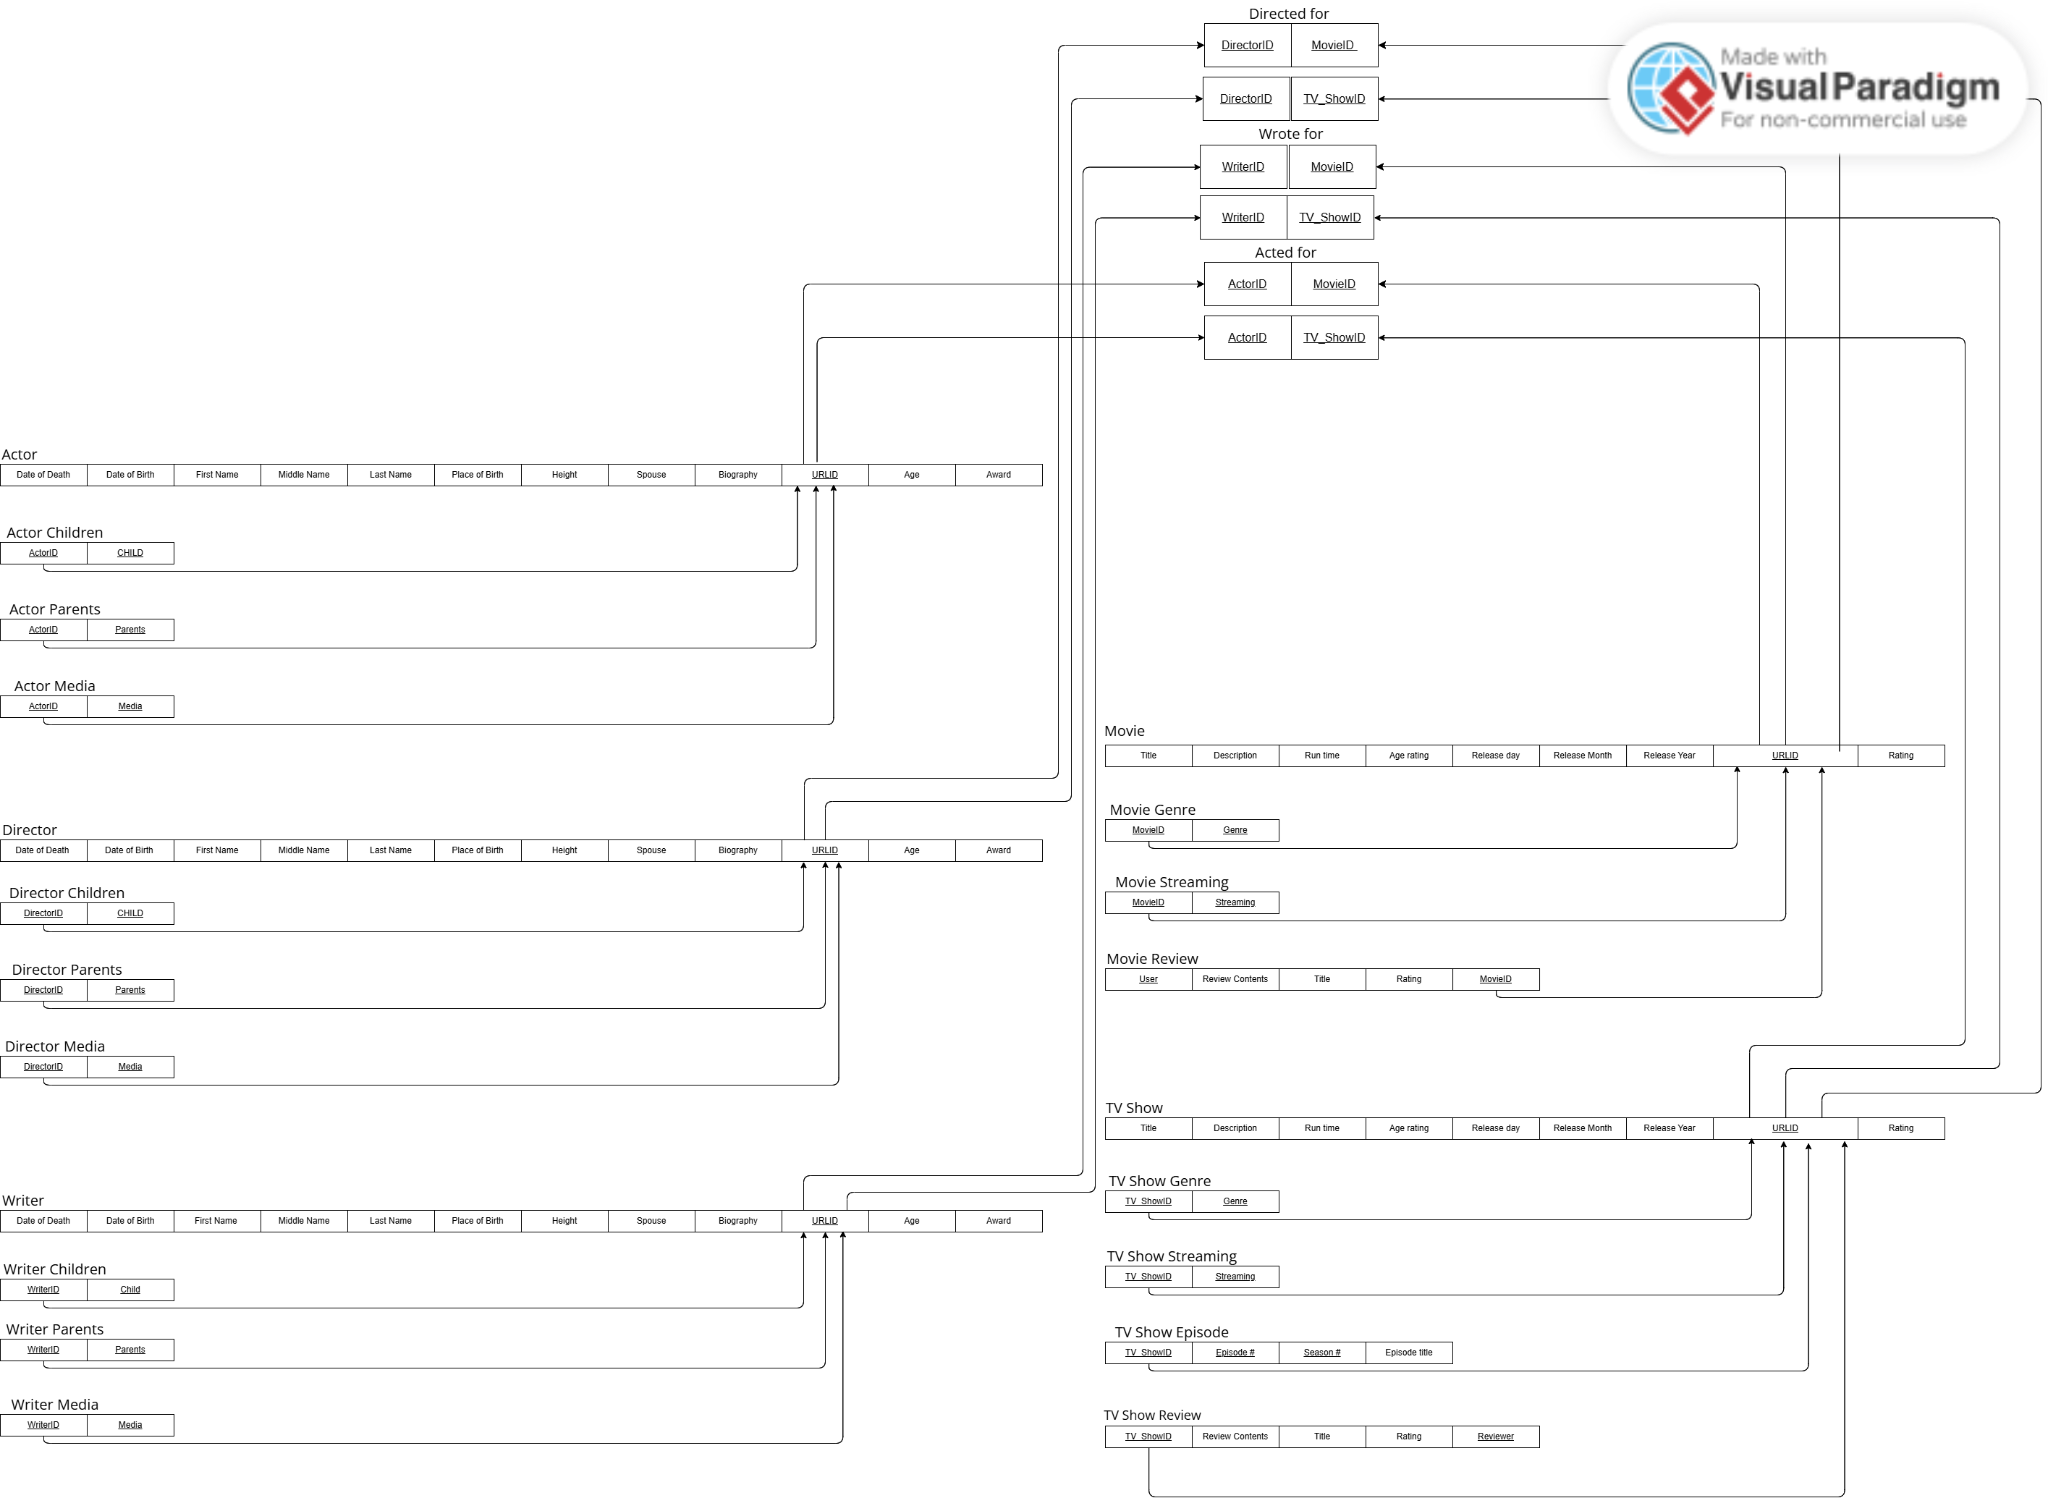 Directed for
DirectorID MovieID
Made with
Visual Paradigm
For non-commercial use
DirectorID TV_ShowID
Wrote for
WriterID MovieID
WriterID TV_ShowID
Acted for
ActorID MovieID
ActorID TV_ShowID
Actor
Date of Death Date of Birth First Name Middle Name Last Name Place of Birth Height Spouse Biography URLID Age Award
Actor Children
ActorID CHILD
Actor Parents
ActorID Parents
Actor Media
ActorID Media
Director
Date of Death Date of Birth First Name Middle Name Last Name Place of Birth Height Spouse Biography URLID Age Award
Director Children
DirectorID CHILD
Director Parents
DirectorID Parents
Director Media
DirectorID Media
Writer
Date of Death Date of Birth First Name Middle Name Last Name Place of Birth Height Spouse Biography URLID Age Award
Writer Children
WriterID Child
Writer Parents
WriterID Parents
Writer Media
WriterID Media
Movie
Title Description Run time Age rating Release day Release Month Release Year URLID Rating
Movie Genre
MovieID Genre
Movie Streaming
MovieID Streaming
Movie Review
User Review Contents Title Rating MovieID
TV Show
Title Description Run time Age rating Release day Release Month Release Year URLID Rating
TV Show Genre
TV_ShowID Genre
TV Show Streaming
TV_ShowID Streaming
TV Show Episode
TV_ShowID Episode # Season # Episode title
TV Show Review
TV_ShowID Review Contents Title Rating Reviewer